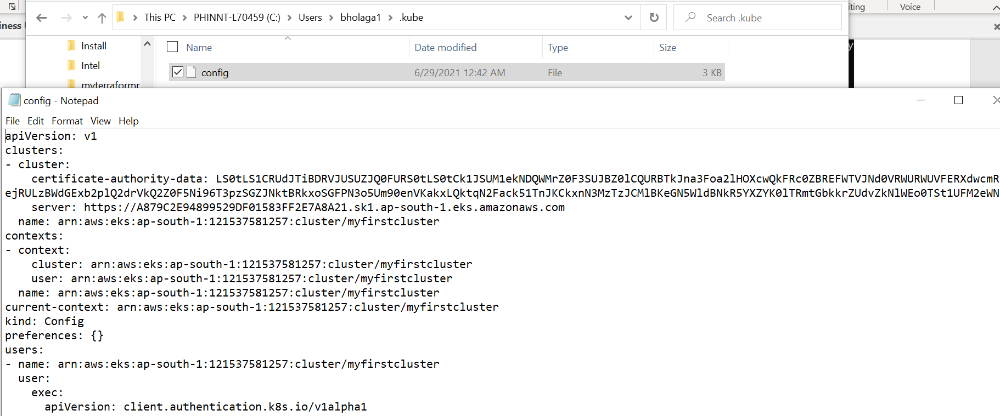 iting Voice
iness
This PC > PHINNT-L70459 (C:) > Users > bholaga1 > .kube
Search .kube
Install
Intel
Name Date modified Type Size
config 6/29/2021 12:42 AM File 3 KB
y
config - Notepad
File Edit Format View Help
apiVersion: v1
clusters:
- cluster:
certificate-authority-data:
server: https://A879C2E94899529DF01583FF2E7A8A21.sk1.ap-south-1.eks.amazonaws.com
name: arn:aws:eks:ap-south-1:121537581257:cluster/myfirstcluster
contexts:
- context:
cluster: arn:aws:eks:ap-south-1:121537581257:cluster/myfirstcluster
user: arn:aws:eks:ap-south-1:121537581257:cluster/myfirstcluster
name: arn:aws:eks:ap-south-1:121537581257:cluster/myfirstcluster
current-context: arn:aws:eks:ap-south-1:121537581257:cluster/myfirstcluster
kind: Config
preferences: {}
users:
- name: arn:aws:eks:ap-south-1:121537581257:cluster/myfirstcluster
user:
exec:
apiVersion: client.authentication.k8s.io/v1alpha1